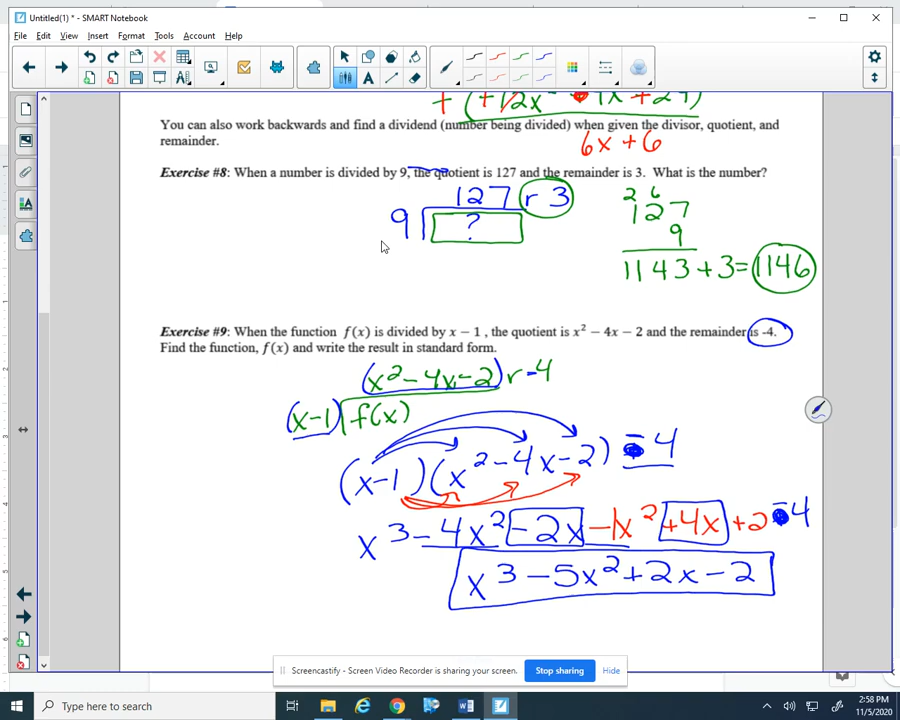 Untitled(1) * - SMART Notebook
File Edit View Insert Format Tools Account Help
You can also work backwards and find a dividend (number being divided) when given the divisor, quotient, and
remainder.
6x + 6
Exercise #8: When a number is divided by 9, the quotient is 127 and the remainder is 3. What is the number?
127 r 3
9 ?
2 6
127
9
1143 + 3 = 1146
Exercise #9: When the function f(x) is divided by x − 1 , the quotient is x² − 4x − 2 and the remainder is -4.
Find the function, f(x) and write the result in standard form.
(x² − 4x − 2) r − 4
(x−1) f(x)
(x−1)(x² − 4x − 2) − 4
x³ − 4x² − 2x − 1x² + 4x + 2 − 4
x³ − 5x² + 2x − 2
Screencastify - Screen Video Recorder is sharing your screen. Stop sharing Hide
Type here to search
2:58 PM
11/5/2020